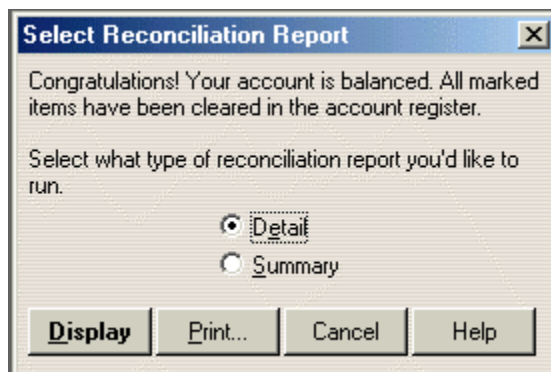 Select Reconciliation Report
Congratulations! Your account is balanced. All marked
items have been cleared in the account register.
Select what type of reconciliation report you'd like to
run.
Detail
Summary
Display Print... Cancel Help